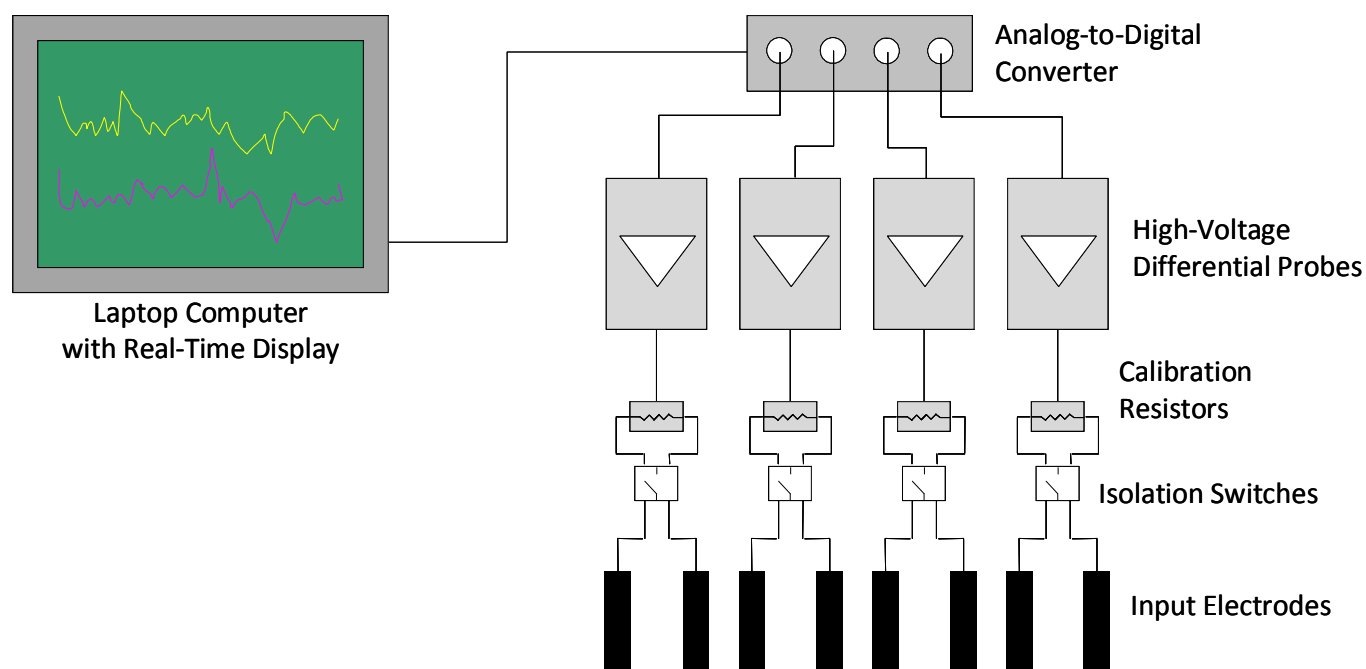 Analog-to-Digital
Converter
High-Voltage
Differential Probes
Laptop Computer
with Real-Time Display
Calibration
Resistors
Isolation Switches
Input Electrodes